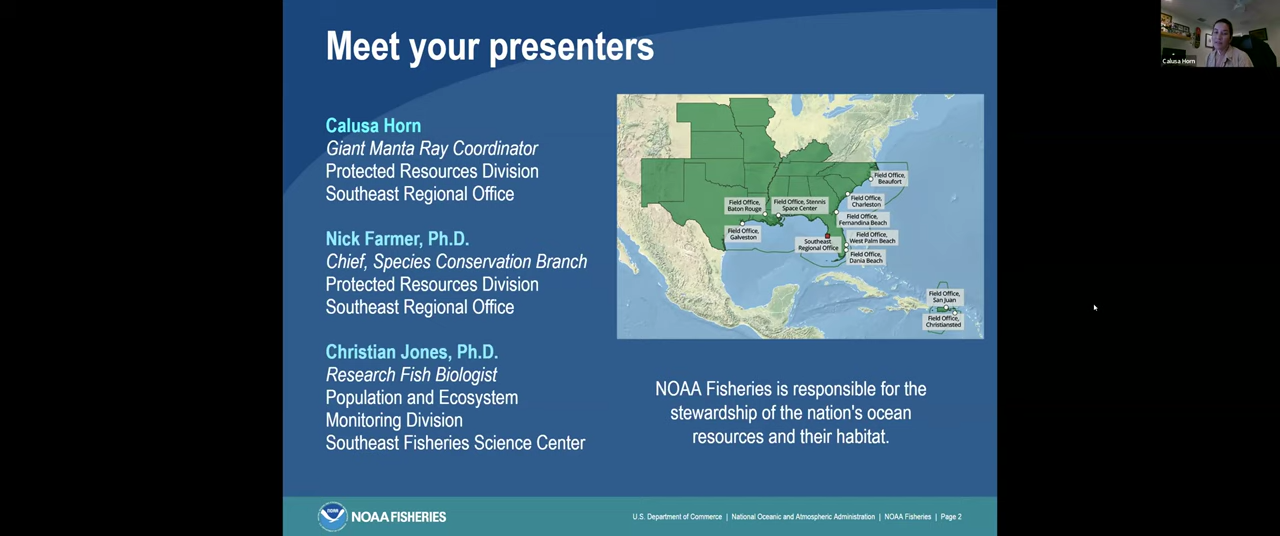 Meet your presenters
Calusa Horn
Giant Manta Ray Coordinator
Protected Resources Division
Southeast Regional Office
Nick Farmer, Ph.D.
Chief, Species Conservation Branch
Protected Resources Division
Southeast Regional Office
Christian Jones, Ph.D.
Research Fish Biologist
Population and Ecosystem
Monitoring Division
Southeast Fisheries Science Center
Field Office,
Beaufort
Field Office,
Charleston
Field Office,
Baton Rouge
Field Office, Stennis
Space Center
Field Office,
Fernandina Beach
Field Office,
Galveston
Southeast
Regional Office
Field Office,
West Palm Beach
Field Office,
Dania Beach
Field Office,
San Juan
Field Office,
Christiansted
NOAA Fisheries is responsible for the
stewardship of the nation's ocean
resources and their habitat.
NOAA
NOAA FISHERIES
U.S. Department of Commerce | National Oceanic and Atmospheric Administration | NOAA Fisheries | Page 2
Calusa Horn